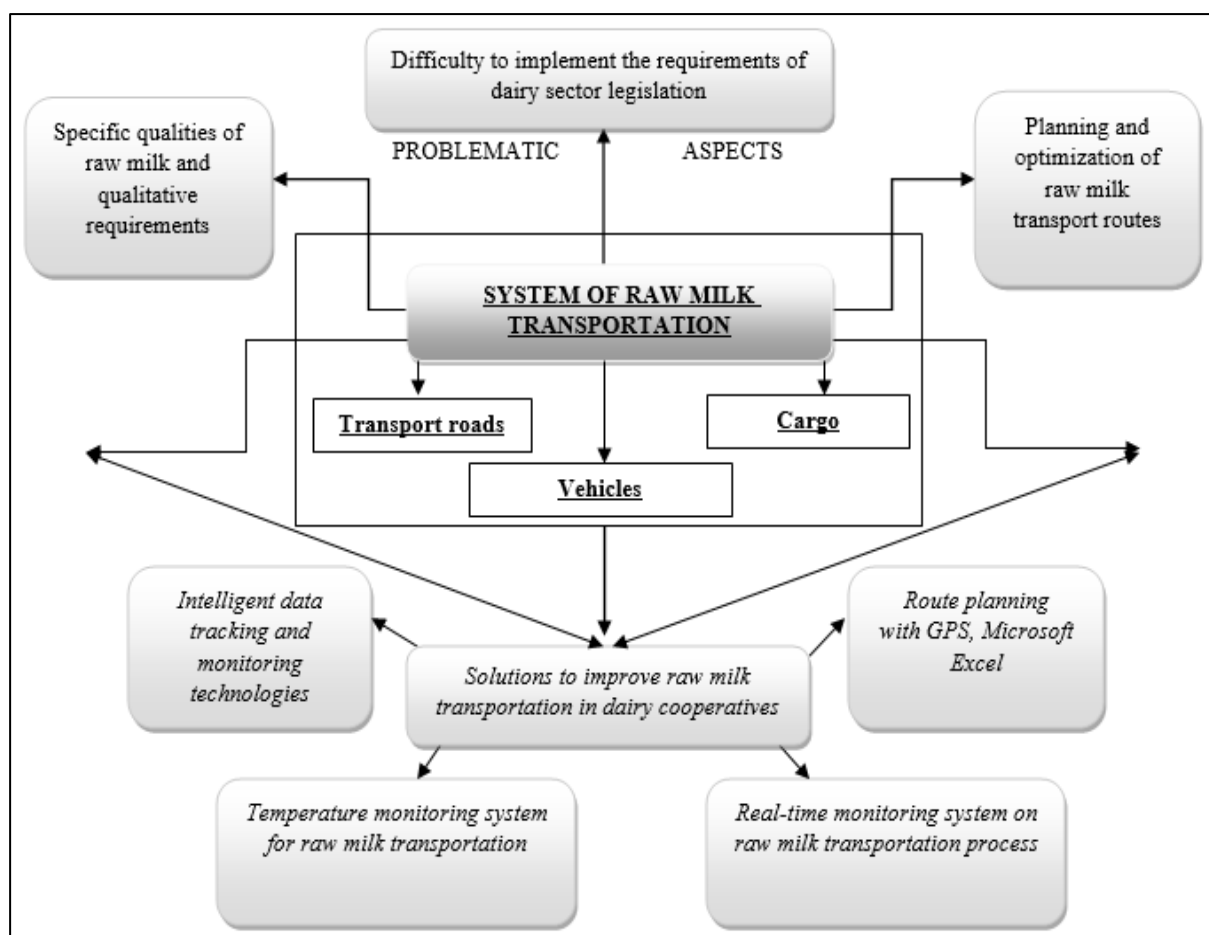 Difficulty to implement the requirements of
dairy sector legislation
PROBLEMATIC ASPECTS
Specific qualities of
raw milk and
qualitative
requirements
Planning and
optimization of
raw milk
transport routes
SYSTEM OF RAW MILK
TRANSPORTATION
Transport roads
Cargo
Vehicles
Intelligent data
tracking and
monitoring
technologies
Route planning
with GPS, Microsoft
Excel
Solutions to improve raw milk
transportation in dairy cooperatives
Temperature monitoring system
for raw milk transportation
Real-time monitoring system on
raw milk transportation process